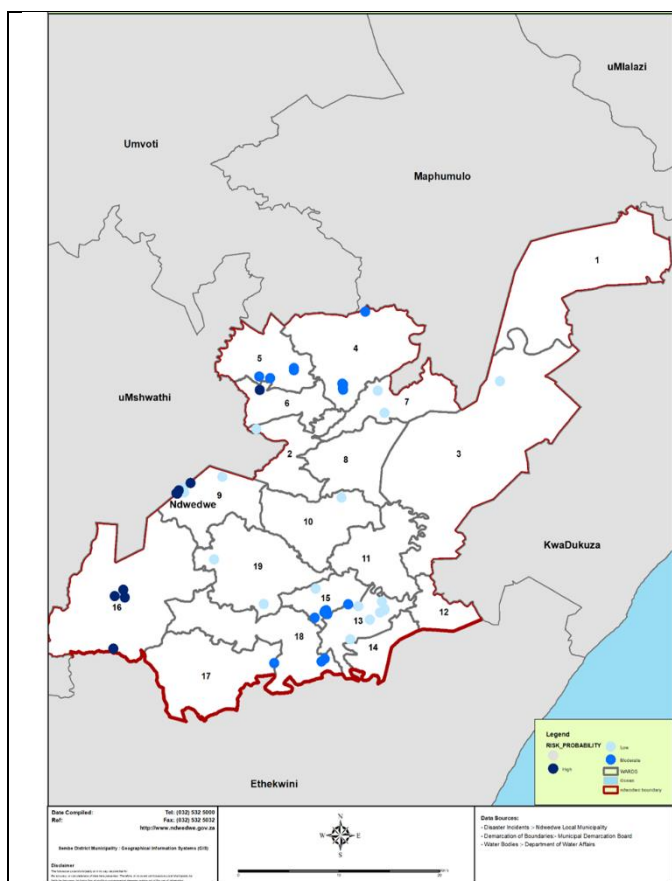 uMlalazi
Umvoti
Maphumulo
1
4
5
6
7
uMshwathi
2
8
3
9
Ndwedwe
10
KwaDukuza
11
19
15
16
12
13
18
14
17
Ethekwini
Legend
RISK_PROBABILITY
Low
Moderate
High
WARDS
Date Compiled:
Ref:
Tel: (032) 532 5000
Fax: (032) 532 5032
http://www.ndwedwe.gov.za
Disclaimer
N
W
E
S
Data Sources:
- Disaster Incidents :- Ndwedwe Local Municipality
- Demarcation of Boundaries:- Municipal Demarcation Board
- Water Bodies :- Department of Water Affairs